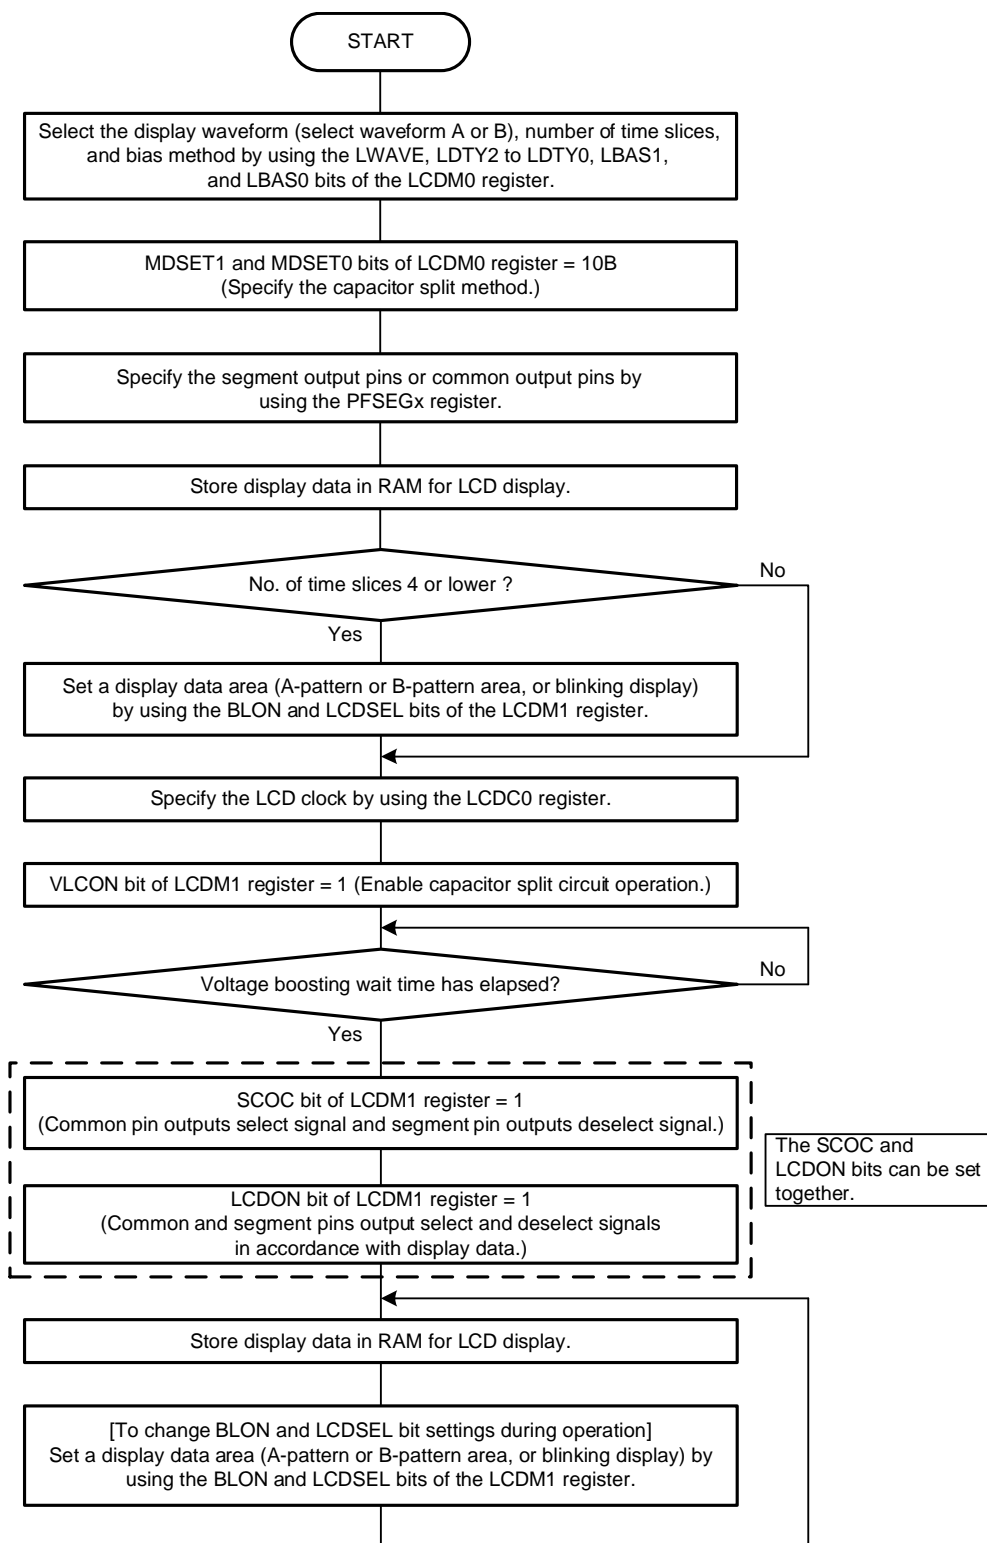 START
Select the display waveform (select waveform A or B), number of time slices,
and bias method by using the LWAVE, LDTY2 to LDTY0, LBAS1,
and LBAS0 bits of the LCDM0 register.
MDSET1 and MDSET0 bits of LCDM0 register = 10B
(Specify the capacitor split method.)
Specify the segment output pins or common output pins by
using the PFSEGx register.
Store display data in RAM for LCD display.
No. of time slices 4 or lower ?
No
Yes
Set a display data area (A-pattern or B-pattern area, or blinking display)
by using the BLON and LCDSEL bits of the LCDM1 register.
Specify the LCD clock by using the LCDC0 register.
VLCON bit of LCDM1 register = 1 (Enable capacitor split circuit operation.)
Voltage boosting wait time has elapsed?
No
Yes
SCOC bit of LCDM1 register = 1
(Common pin outputs select signal and segment pin outputs deselect signal.)
The SCOC and
LCDON bits can be set
together.
LCDON bit of LCDM1 register = 1
(Common and segment pins output select and deselect signals
in accordance with display data.)
Store display data in RAM for LCD display.
[To change BLON and LCDSEL bit settings during operation]
Set a display data area (A-pattern or B-pattern area, or blinking display) by
using the BLON and LCDSEL bits of the LCDM1 register.